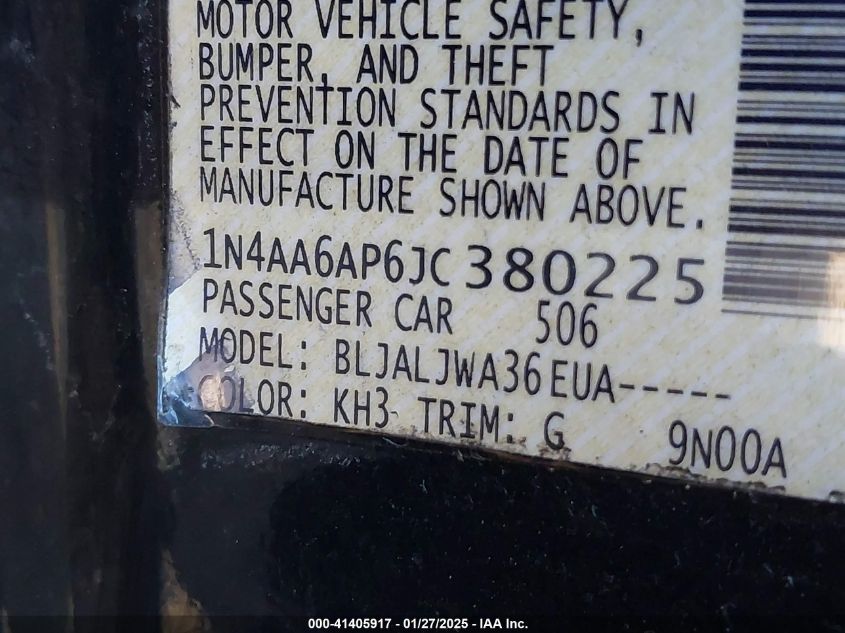 MOTOR VEHICLE SAFETY,
BUMPER, AND THEFT
PREVENTION STANDARDS IN
EFFECT ON THE DATE OF
MANUFACTURE SHOWN ABOVE.
1N4AA6AP6JC380225
PASSENGER CAR 506
MODEL: BLJALJWA36EUA-----
COLOR: KH3 TRIM: G 9N00A
000-41405917 - 01/27/2025 - IAA Inc.